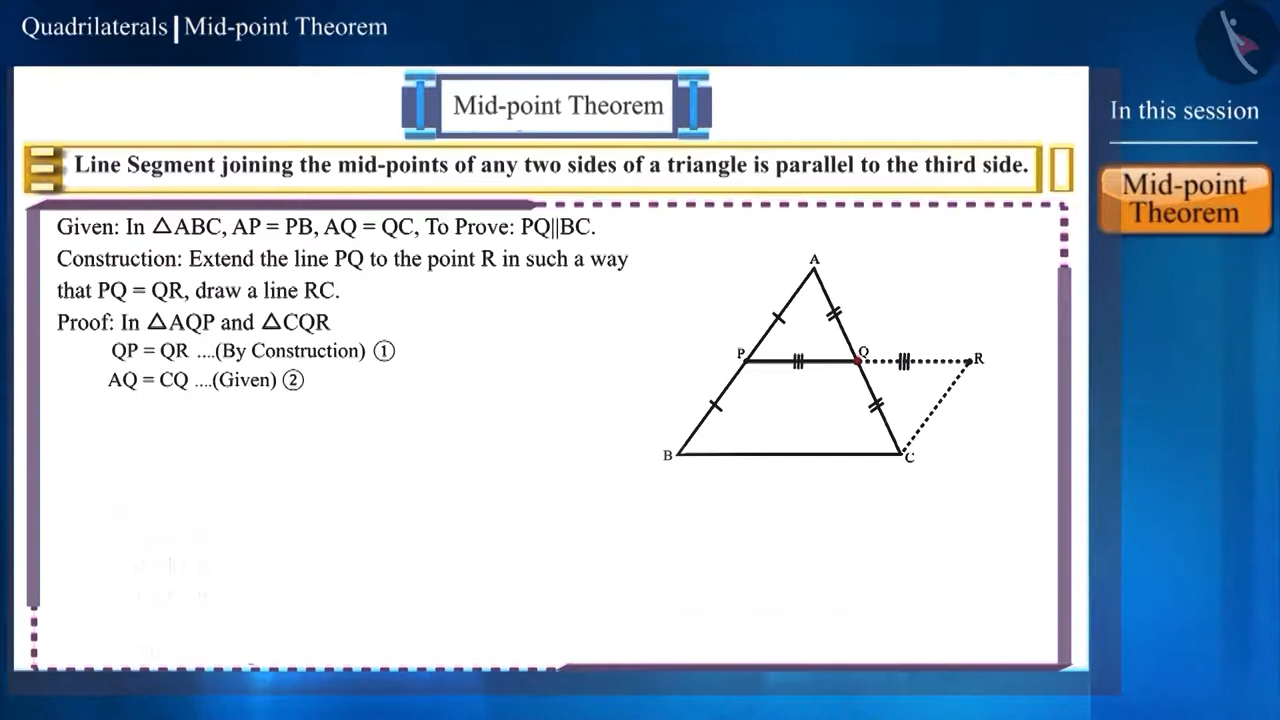 Quadrilaterals | Mid-point Theorem
Mid-point Theorem
In this session
Mid-point
Theorem
Line Segment joining the mid-points of any two sides of a triangle is parallel to the third side.
Given: In △ABC, AP = PB, AQ = QC, To Prove: PQ||BC.
Construction: Extend the line PQ to the point R in such a way
that PQ = QR, draw a line RC.
Proof: In △AQP and △CQR
QP = QR ....(By Construction) ①
AQ = CQ ....(Given) ②
A
P
Q
R
B
C